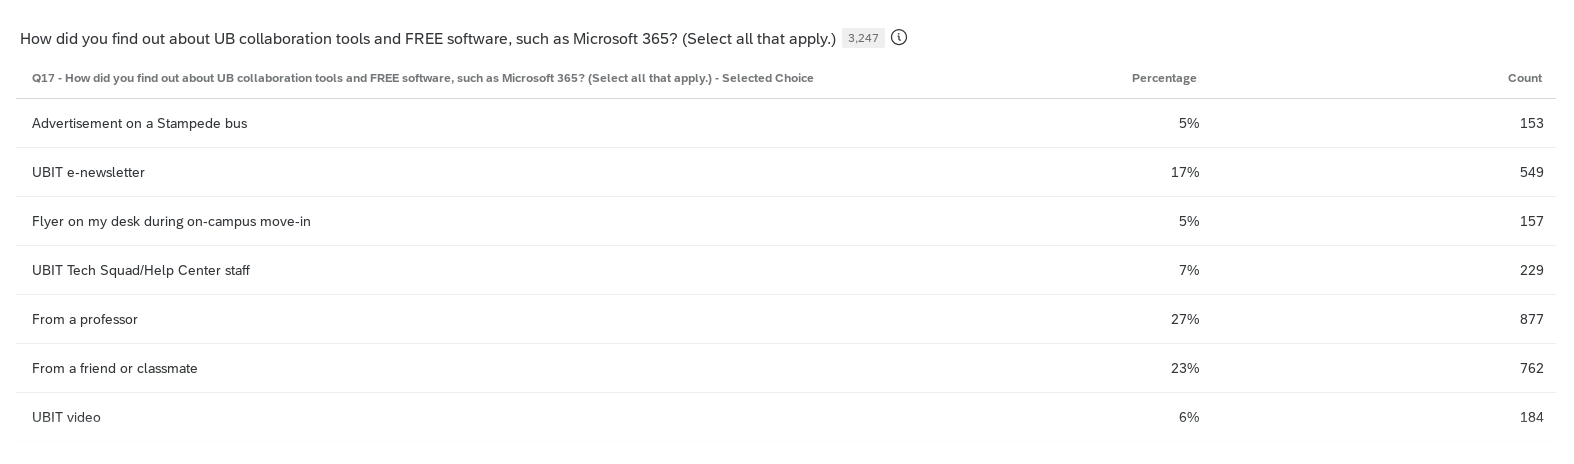 How did you find out about UB collaboration tools and FREE software, such as Microsoft 365? (Select all that apply.) 3,247
Q17 - How did you find out about UB collaboration tools and FREE software, such as Microsoft 365? (Select all that apply.) - Selected Choice Percentage Count
Advertisement on a Stampede bus 5% 153
UBIT e-newsletter 17% 549
Flyer on my desk during on-campus move-in 5% 157
UBIT Tech Squad/Help Center staff 7% 229
From a professor 27% 877
From a friend or classmate 23% 762
UBIT video 6% 184